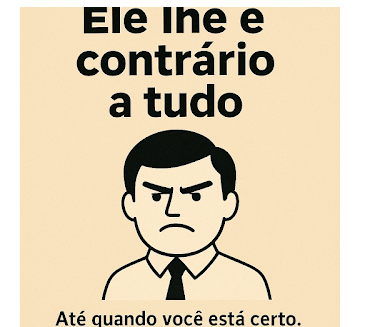 Ele lhe é
contrário
a tudo
Até quando você está certo.